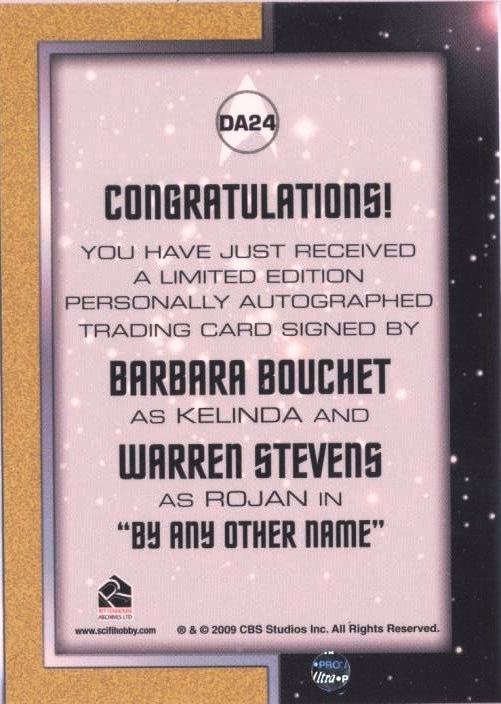 DA24
CONGRATULATIONS!
YOU HAVE JUST RECEIVED
A LIMITED EDITION
PERSONALLY AUTOGRAPHED
TRADING CARD SIGNED BY
BARBARA BOUCHET
AS KELINDA AND
WARREN STEVENS
AS ROJAN IN
"BY ANY OTHER NAME"
RITTENHOUSE
ARCHIVES LTD
www.scifihobby.com ® & © 2009 CBS Studios Inc. All Rights Reserved.
•PRO
Ultra•P